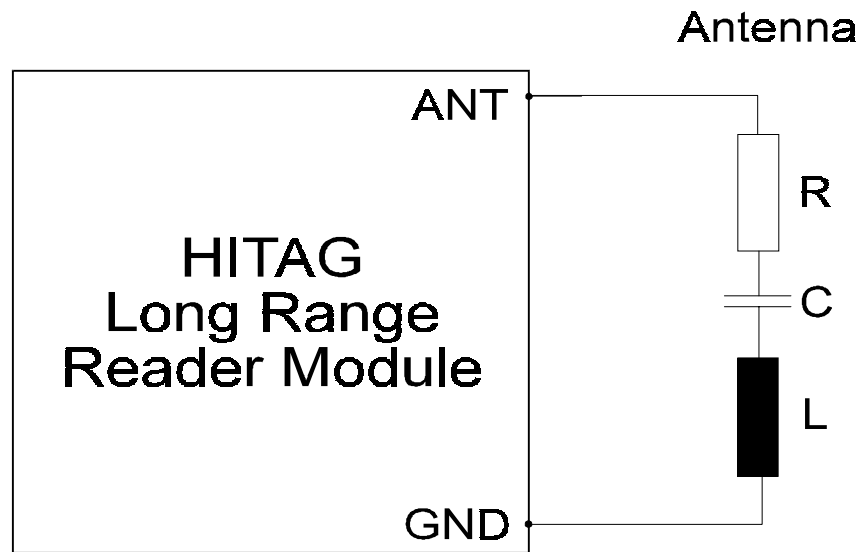 Antenna
ANT
R
HITAG
Long Range
Reader Module
C
L
GND